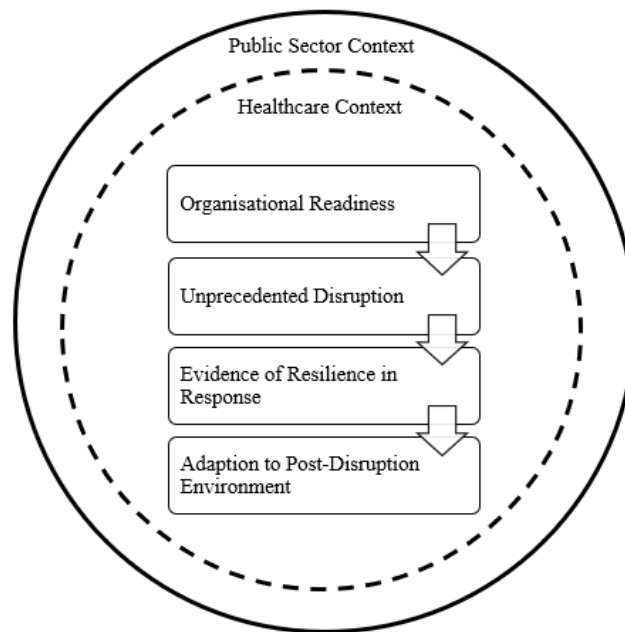 Public Sector Context
Healthcare Context
Organisational Readiness
Unprecedented Disruption
Evidence of Resilience in
Response
Adaption to Post-Disruption
Environment